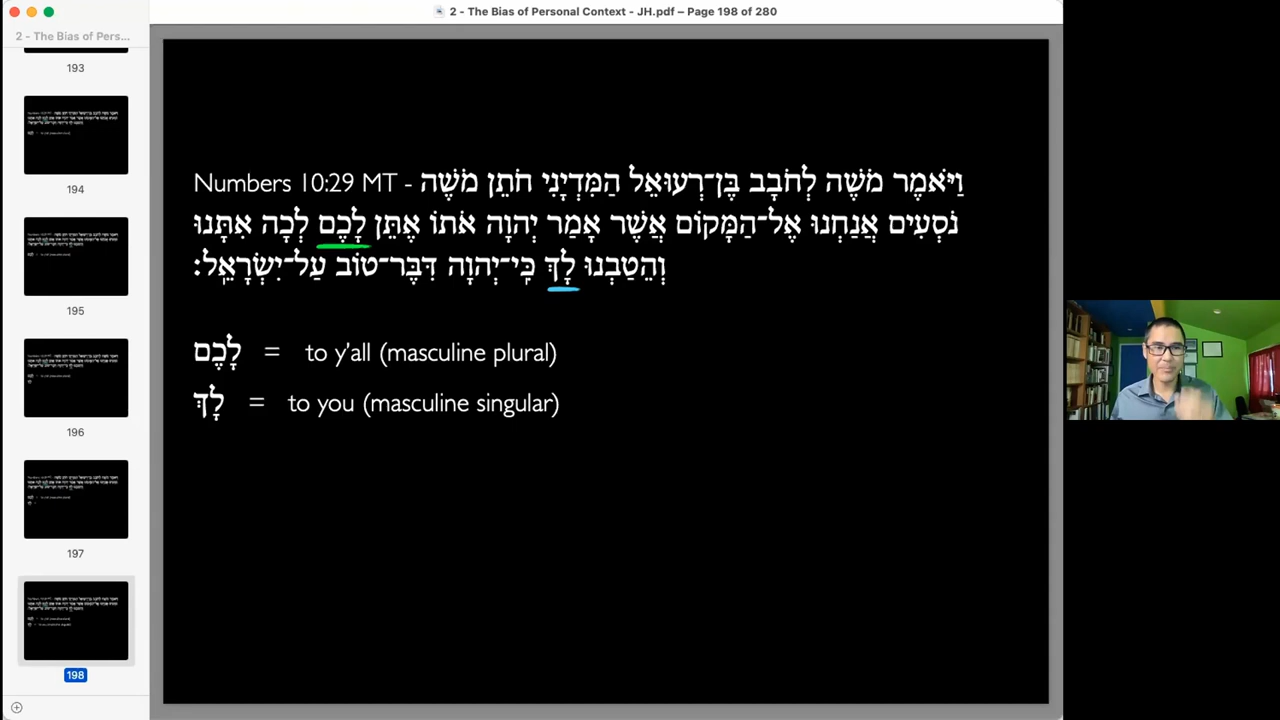 2 - The Bias of Personal Context - JH.pdf – Page 198 of 280
2 - The Bias of Pers...
193
194
195
196
197
198
Numbers 10:29 MT - וַיֹּאמֶר מֹשֶׁה לְחֹבָב בֶּן־רְעוּאֵל הַמִּדְיָנִי חֹתֵן מֹשֶׁה
נֹסְעִים אֲנַחְנוּ אֶל־הַמָּקוֹם אֲשֶׁר אָמַר יְהוָה אֹתוֹ אֶתֵּן לָכֶם לְכָה אִתָּנוּ
וְהֵטַבְנוּ לָךְ כִּי־יְהוָה דִּבֶּר־טוֹב עַל־יִשְׂרָאֵל׃
לָכֶם = to y'all (masculine plural)
לָךְ = to you (masculine singular)